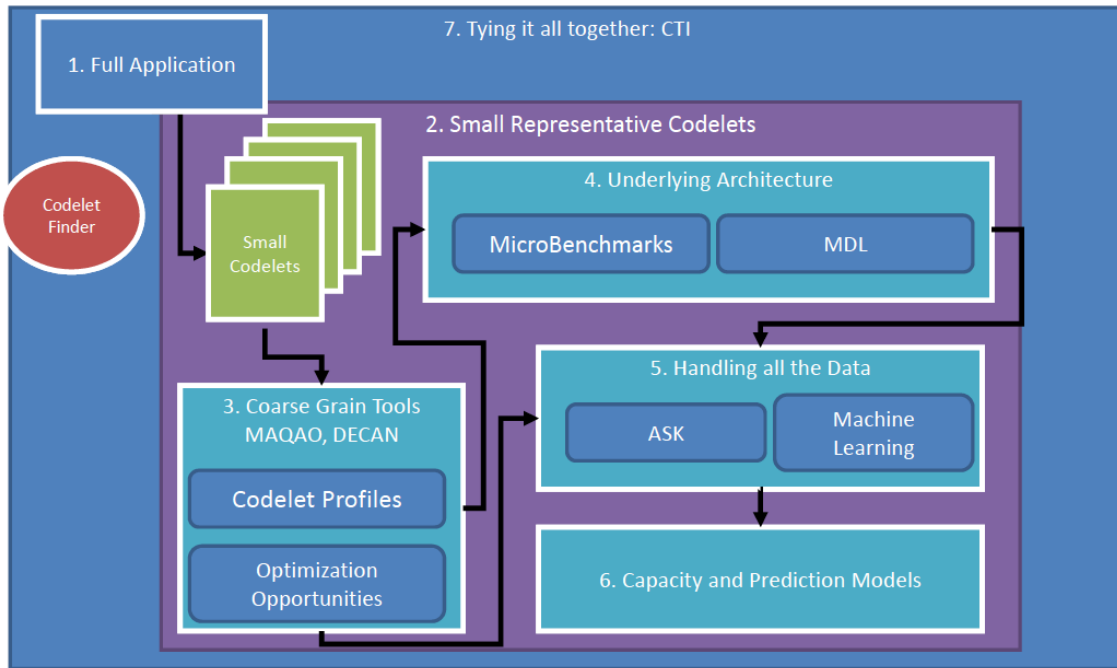 7. Tying it all together: CTI
1. Full Application
2. Small Representative Codelets
Codelet
Finder
Small
Codelets
4. Underlying Architecture
MicroBenchmarks
MDL
3. Coarse Grain Tools
MAQAO, DECAN
Codelet Profiles
Optimization
Opportunities
5. Handling all the Data
ASK
Machine
Learning
6. Capacity and Prediction Models